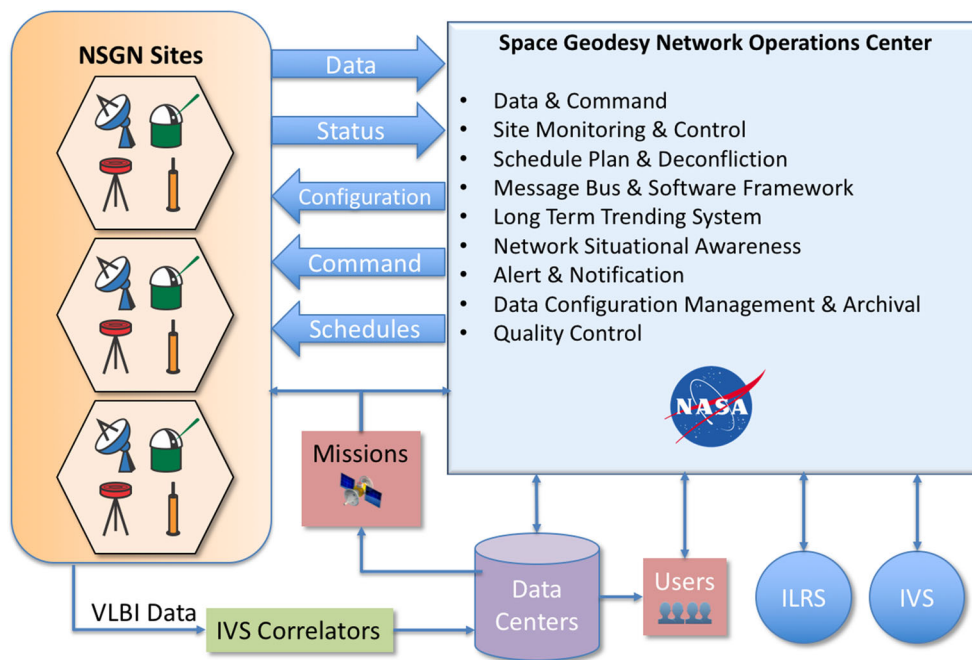 NSGN Sites
Data
Status
Configuration
Command
Schedules
Space Geodesy Network Operations Center
• Data & Command
• Site Monitoring & Control
• Schedule Plan & Deconfliction
• Message Bus & Software Framework
• Long Term Trending System
• Network Situational Awareness
• Alert & Notification
• Data Configuration Management & Archival
• Quality Control
NASA
Missions
VLBI Data
IVS Correlators
Data
Centers
Users
ILRS
IVS